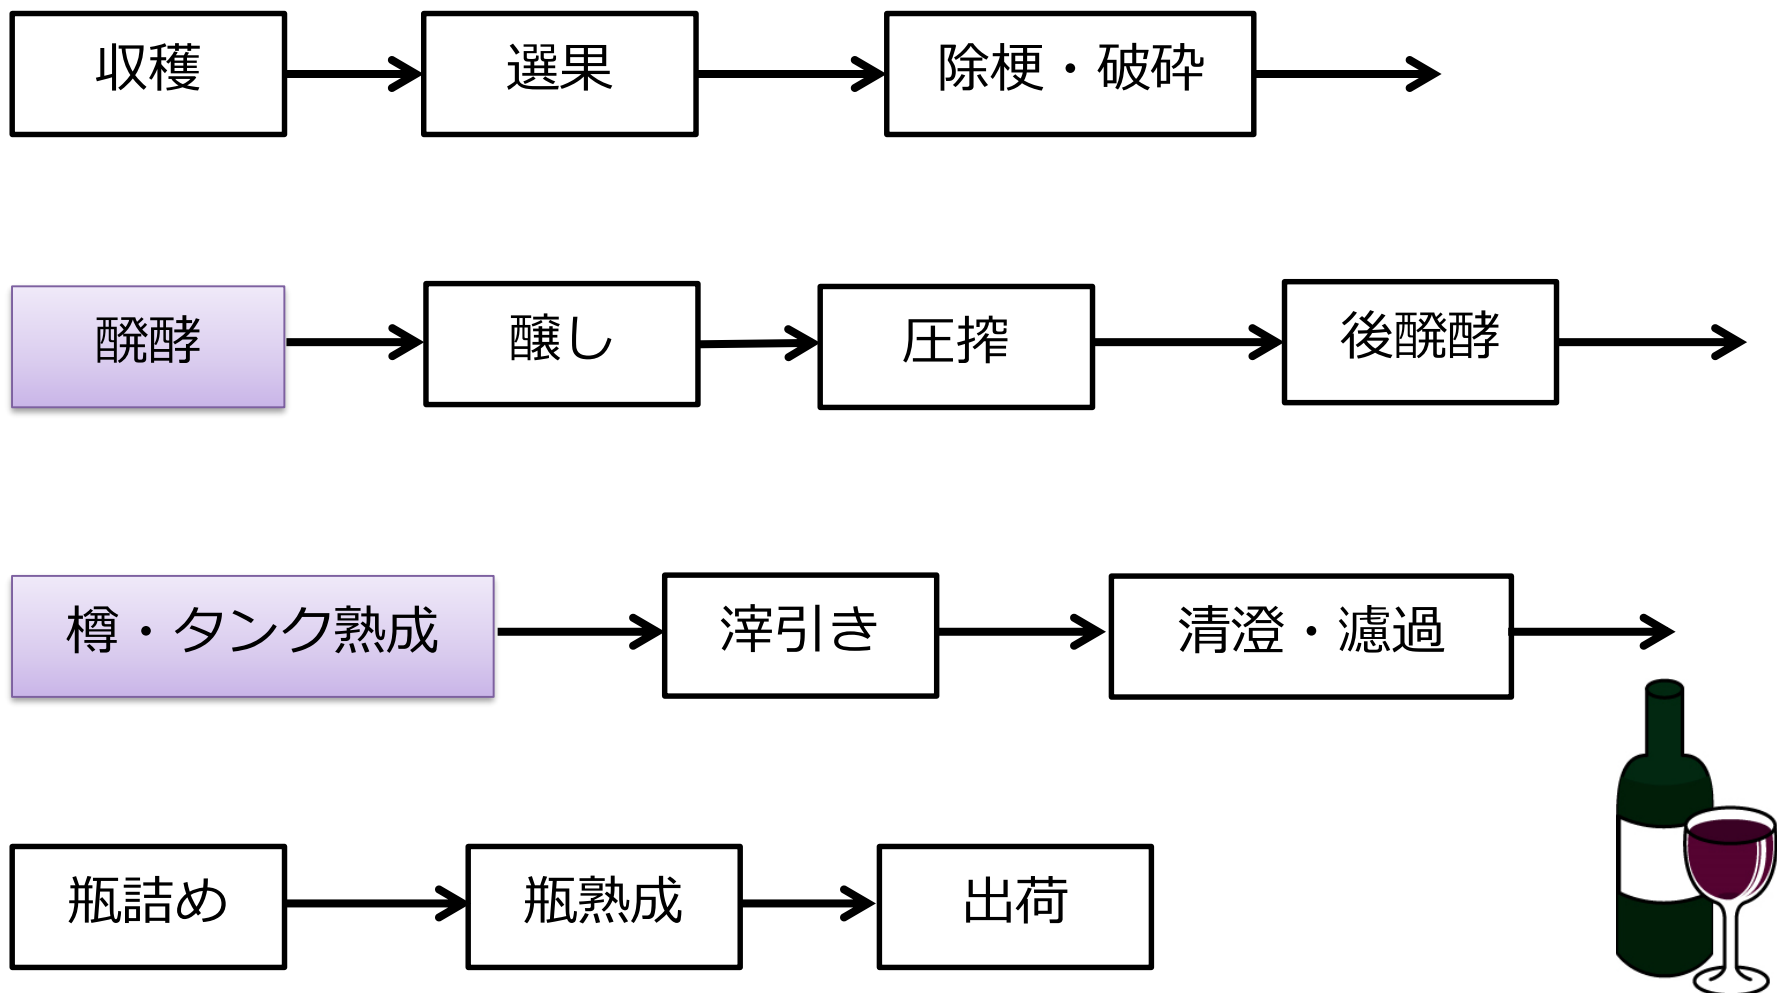 収穫
選果
除梗・破砕
醗酵
醸し
圧搾
後醗酵
樽・タンク熟成
滓引き
清澄・濾過
瓶詰め
瓶熟成
出荷